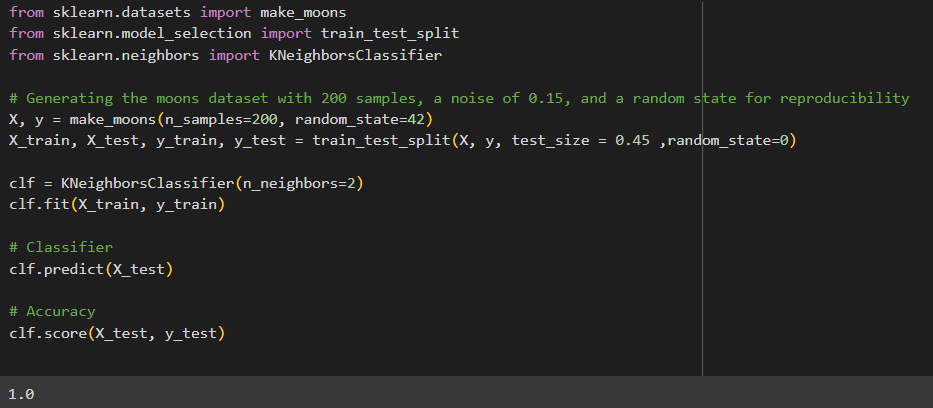 from sklearn.datasets import make_moons
from sklearn.model_selection import train_test_split
from sklearn.neighbors import KNeighborsClassifier
# Generating the moons dataset with 200 samples, a noise of 0.15, and a random state for reproducibility
X, y = make_moons(n_samples=200, random_state=42)
X_train, X_test, y_train, y_test = train_test_split(X, y, test_size = 0.45 ,random_state=0)
clf = KNeighborsClassifier(n_neighbors=2)
clf.fit(X_train, y_train)
# Classifier
clf.predict(X_test)
# Accuracy
clf.score(X_test, y_test)
1.0